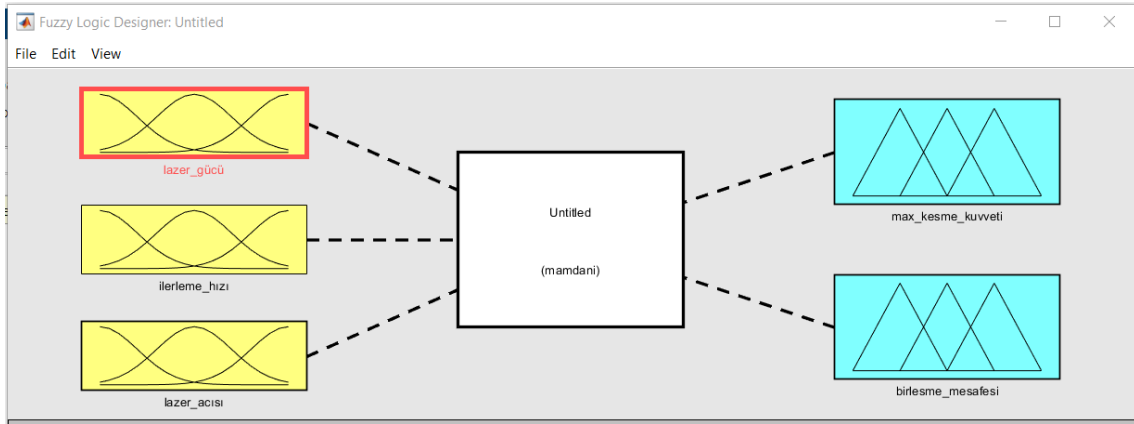 Fuzzy Logic Designer: Untitled
File Edit View
lazer_gücü
ilerleme_hızı
lazer_acısı
Untitled
(mamdani)
max_kesme_kuvveti
birlesme_mesafesi